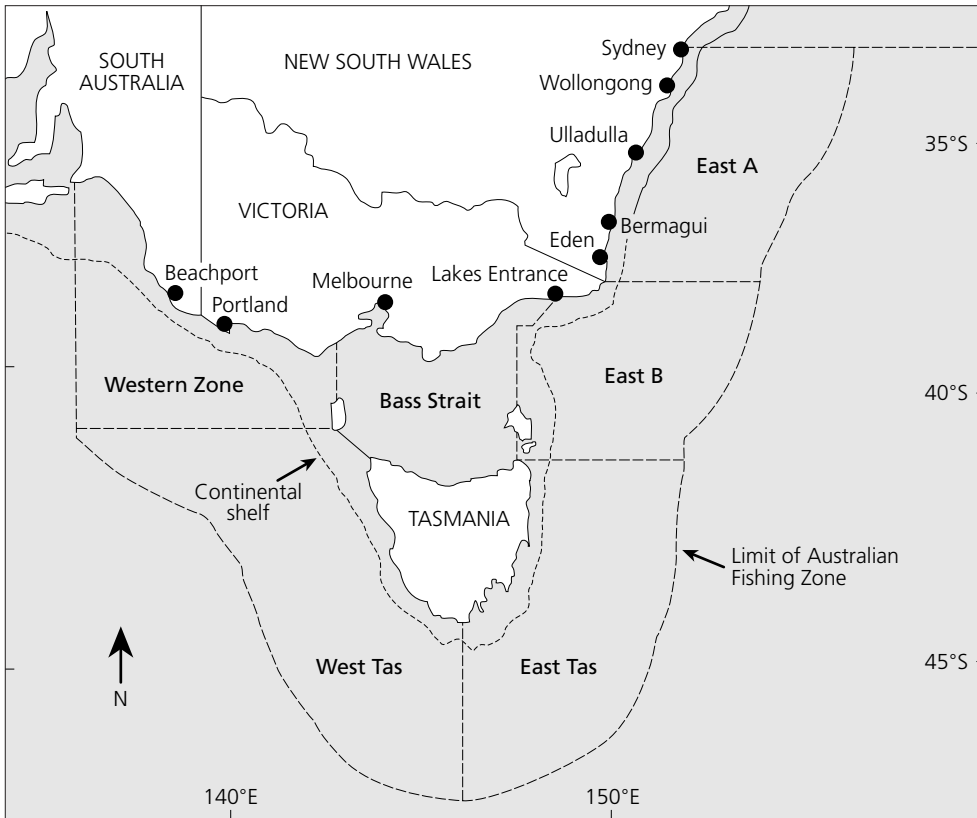 SOUTH
AUSTRALIA
NEW SOUTH WALES
Sydney
Wollongong
Ulladulla
35°S
East A
VICTORIA
Bermagui
Eden
Beachport
Melbourne
Lakes Entrance
Portland
Western Zone
Bass Strait
East B
40°S
Continental
shelf
TASMANIA
Limit of Australian
Fishing Zone
West Tas
East Tas
45°S
N
140°E
150°E